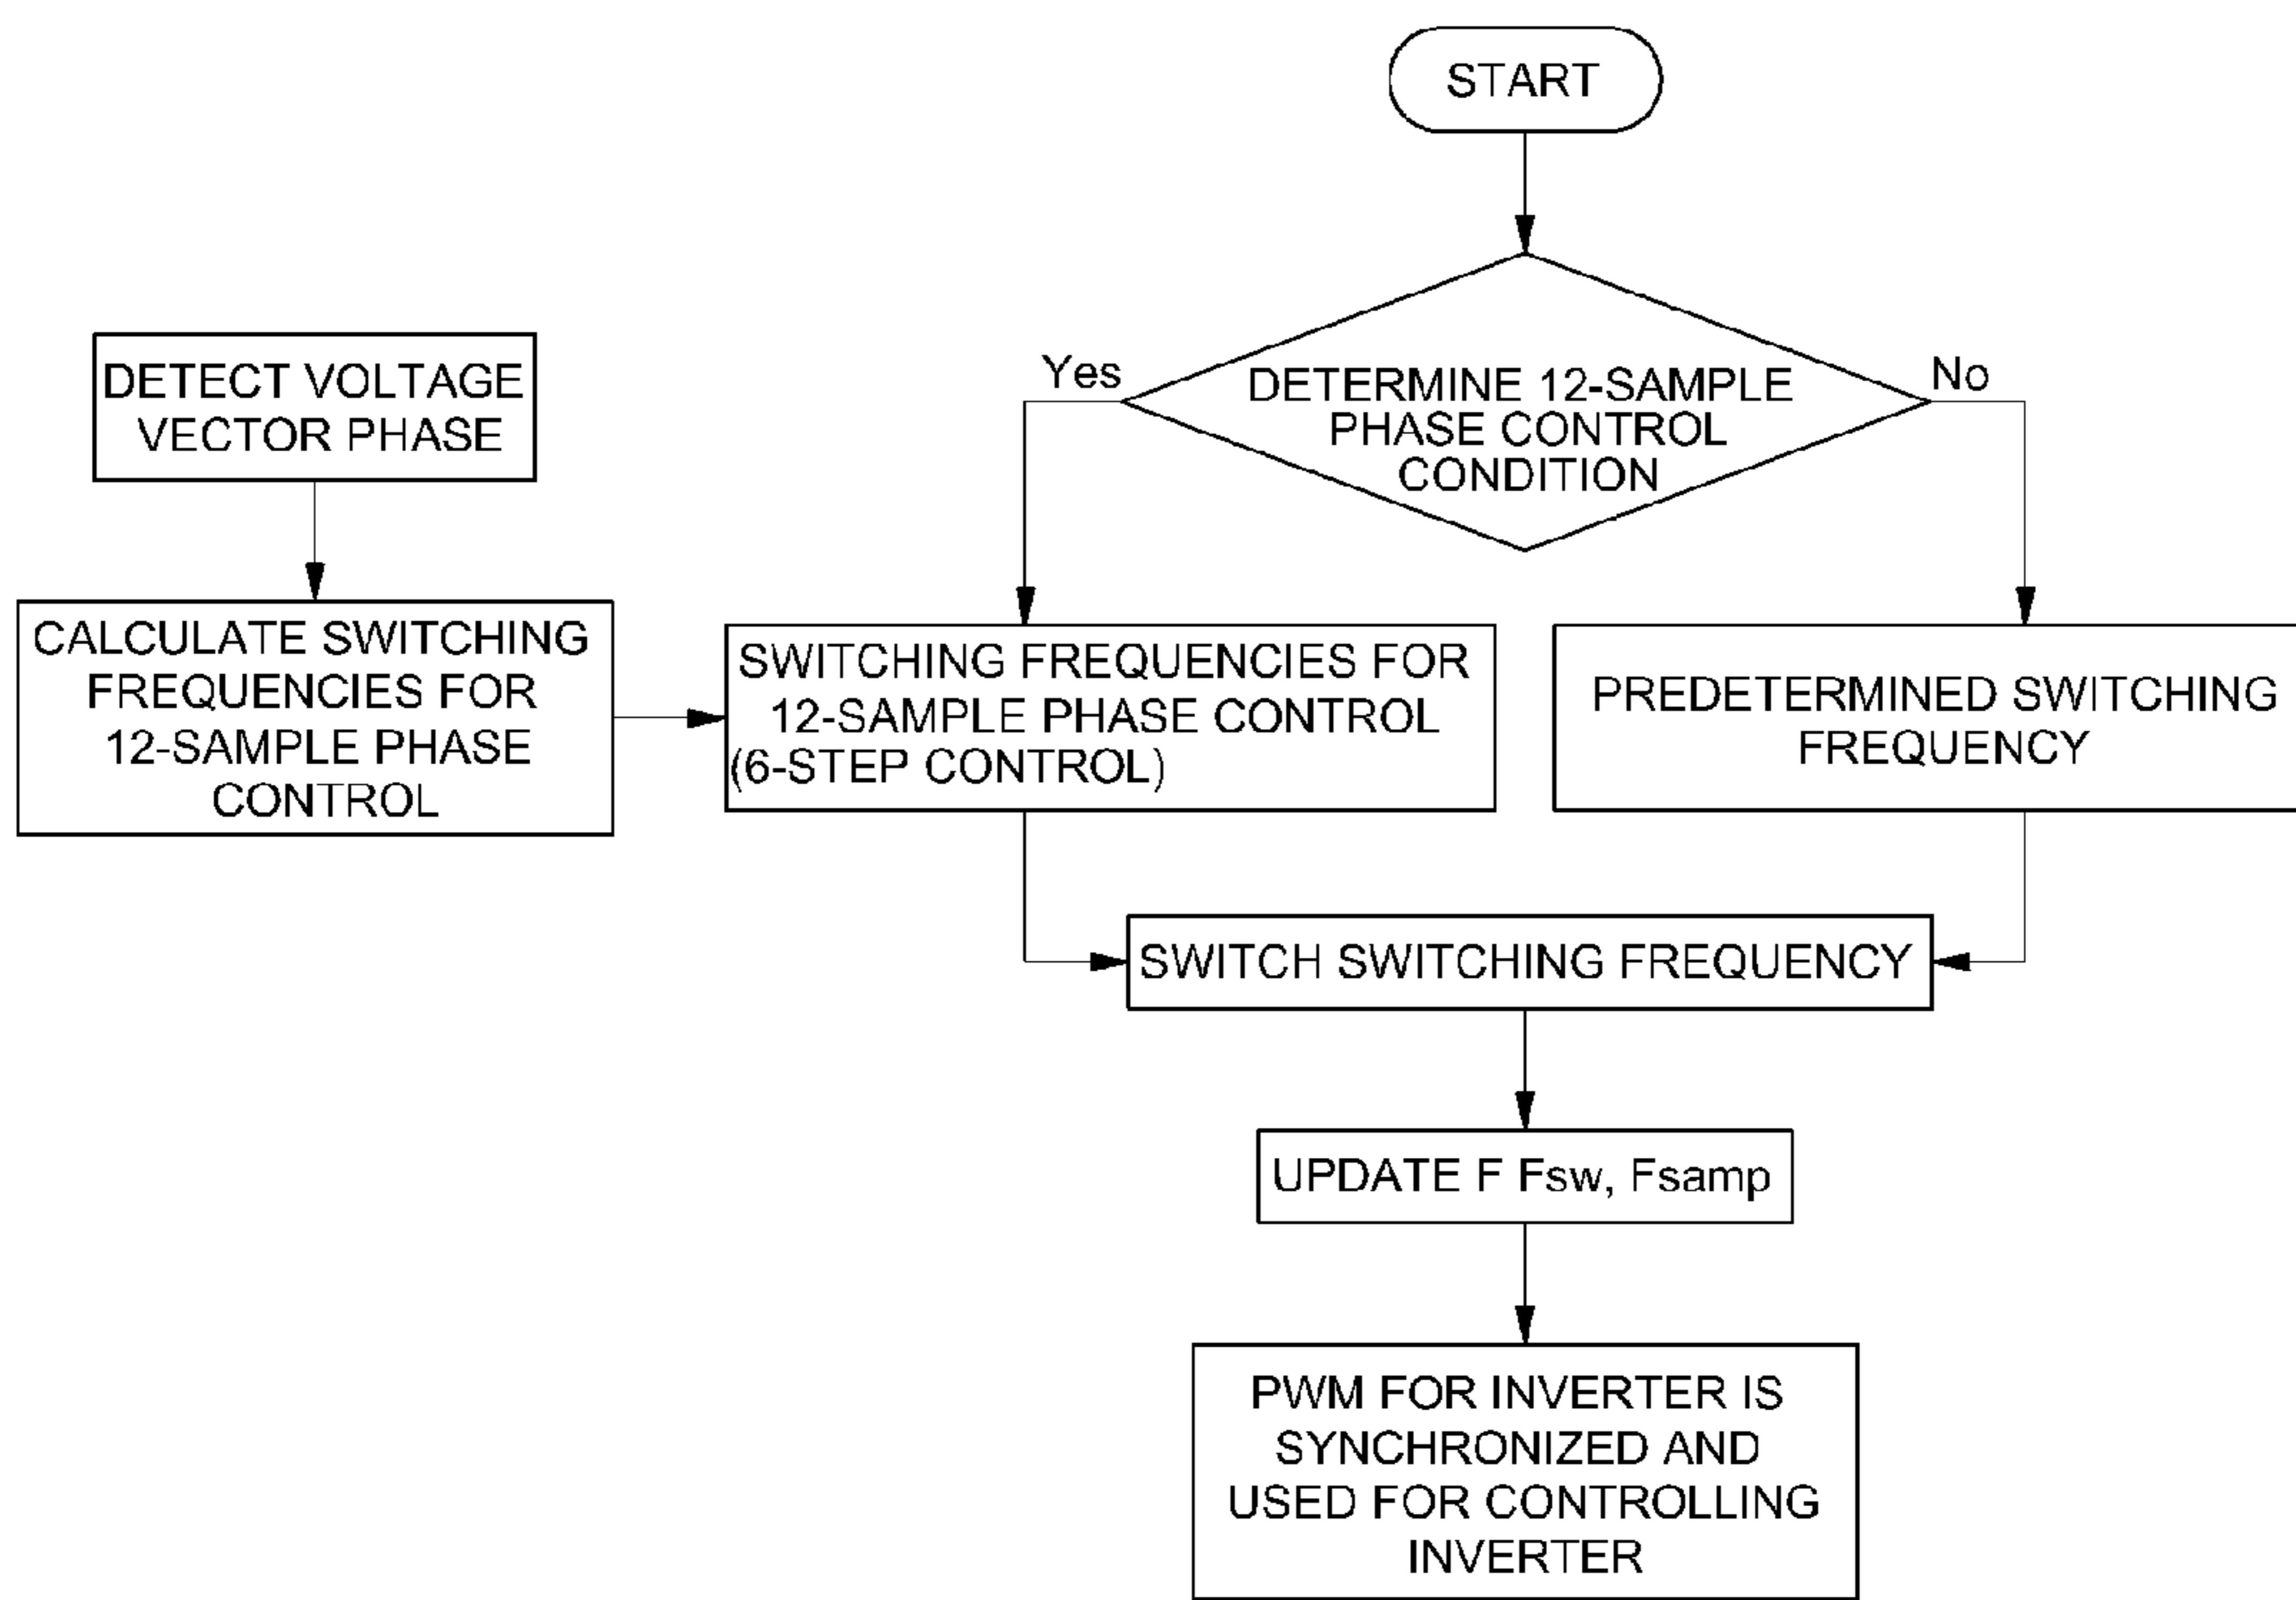 START
Yes
DETERMINE 12-SAMPLE
PHASE CONTROL
CONDITION
No
DETECT VOLTAGE
VECTOR PHASE
CALCULATE SWITCHING
FREQUENCIES FOR
12-SAMPLE PHASE
CONTROL
SWITCHING FREQUENCIES FOR
12-SAMPLE PHASE CONTROL
(6-STEP CONTROL)
PREDETERMINED SWITCHING
FREQUENCY
SWITCH SWITCHING FREQUENCY
UPDATE F Fsw, Fsamp
PWM FOR INVERTER IS
SYNCHRONIZED AND
USED FOR CONTROLLING
INVERTER